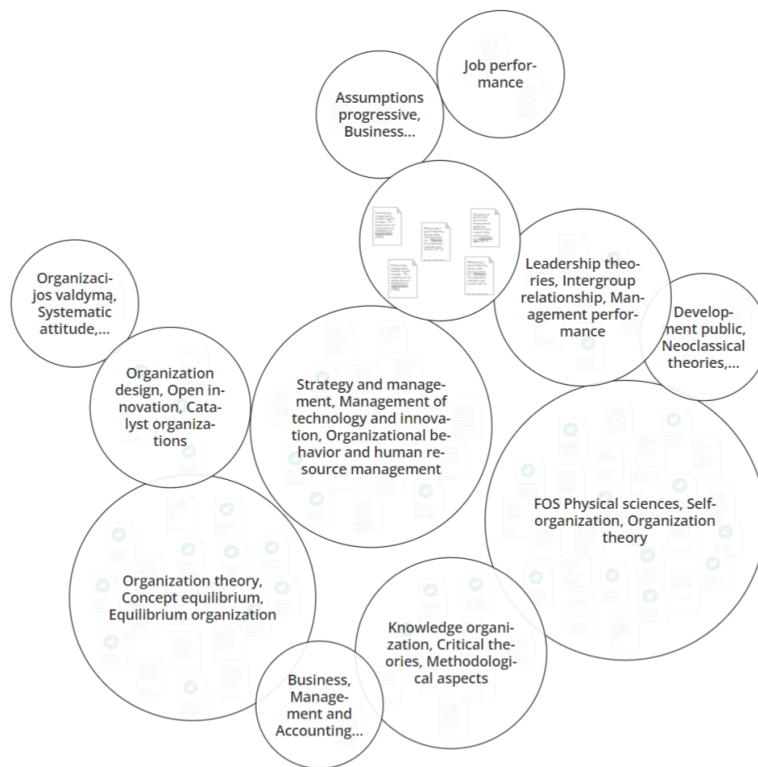 Job perfor-
mance
Assumptions
progressive,
Business...
Leadership theo-
ries, Intergroup
relationship, Man-
agement perfor-
mance
Organizaci-
jos valdymą,
Systematic
attitude,...
Develop-
ment public,
Neoclassical
theories,...
Organization
design, Open in-
novation, Cata-
lyst organiza-
tions
Strategy and manage-
ment, Management of
technology and innova-
tion, Organizational be-
havior and human re-
source management
FOS Physical sciences, Self-
organization, Organization
theory
Organization theory,
Concept equilibrium,
Equilibrium organization
Knowledge organi-
zation, Critical the-
ories, Methodologi-
cal aspects
Business,
Manage-
ment and
Accounting...